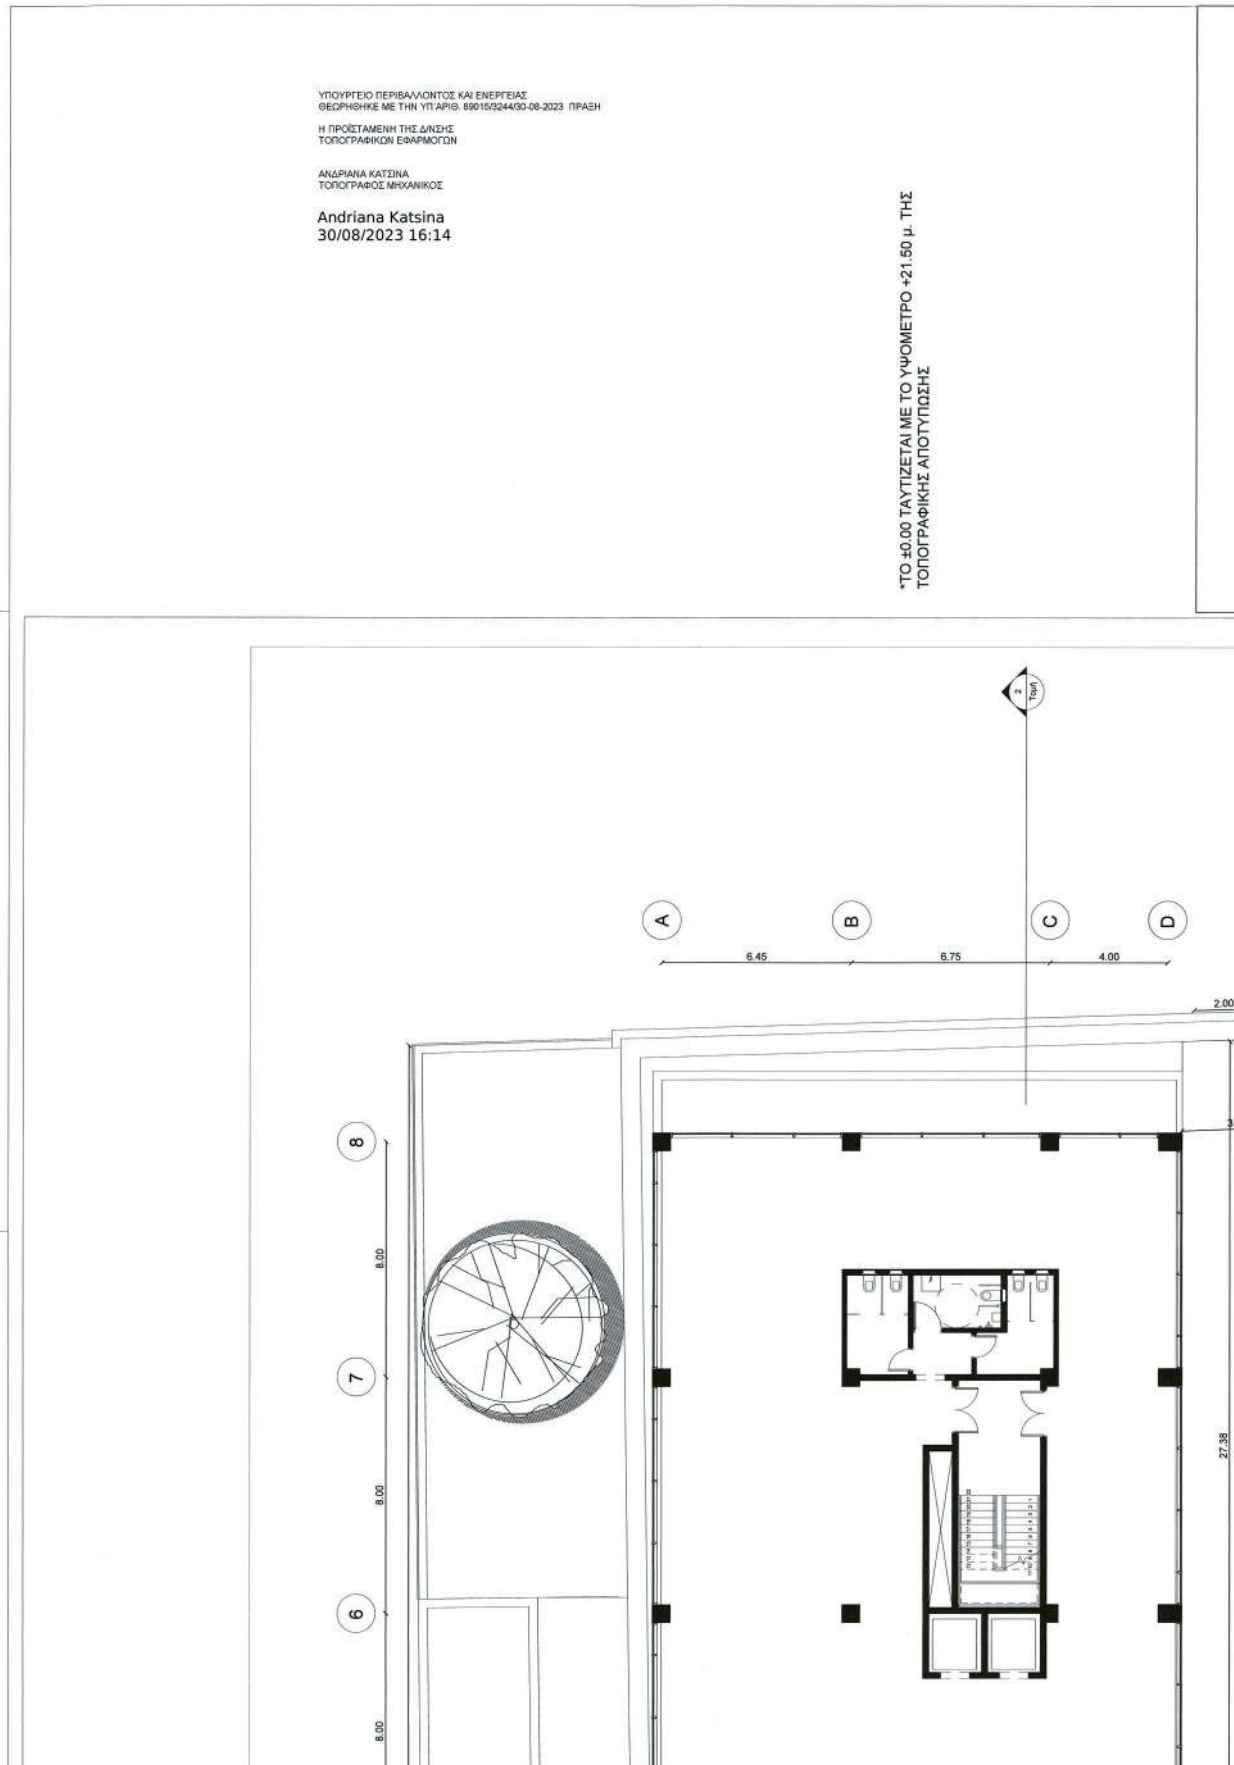 ΥΠΟΥΡΓΕΙΟ ΠΕΡΙΒΑΛΛΟΝΤΟΣ ΚΑΙ ΕΝΕΡΓΕΙΑΣ
ΘΕΩΡΗΘΗΚΕ ΜΕ ΤΗΝ ΥΠ΄ΑΡΙΘ. 89015/3244/30-08-2023 ΠΡΑΞΗ
Η ΠΡΟΪΣΤΑΜΕΝΗ ΤΗΣ Δ/ΝΣΗΣ
ΤΟΠΟΓΡΑΦΙΚΩΝ ΕΦΑΡΜΟΓΩΝ
ΑΝΔΡΙΑΝΑ ΚΑΤΣΙΝΑ
ΤΟΠΟΓΡΑΦΟΣ ΜΗΧΑΝΙΚΟΣ
Andriana Katsina
30/08/2023 16:14
*ΤΟ ±0.00 ΤΑΥΤΙΖΕΤΑΙ ΜΕ ΤΟ ΥΨΟΜΕΤΡΟ +21.50 μ. ΤΗΣ
ΤΟΠΟΓΡΑΦΙΚΗΣ ΑΠΟΤΥΠΩΣΗΣ
2
Τομή
A
B
C
D
6.45
6.75
4.00
2.00
8
8.00
7
8.00
6
8.00
27.38